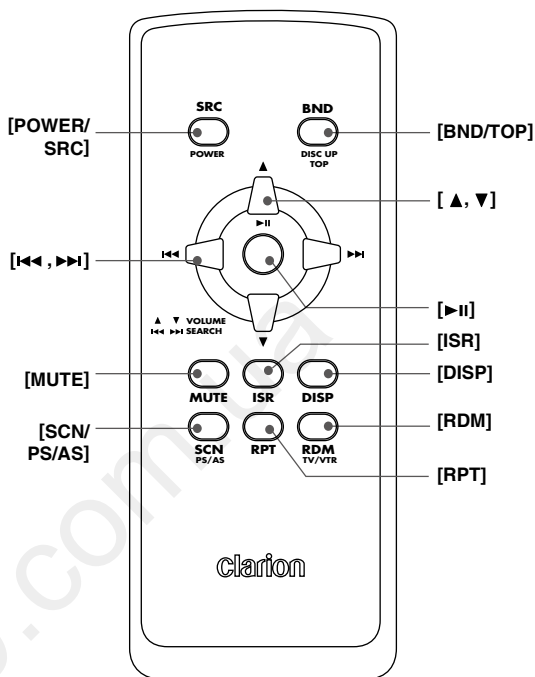 SRC
BND
[POWER/
SRC]
[BND/TOP]
POWER
DISC UP
TOP
▲
[ ▲, ▼]
►II
I◄◄
►►I
[I◄◄ , ►►I]
▲ ▼ VOLUME
I◄◄ ►►I SEARCH
▼
[►II]
[ISR]
[MUTE]
[DISP]
MUTE
ISR
DISP
[SCN/
PS/AS]
[RDM]
SCN
RPT
RDM
PS/AS
TV/VTR
[RPT]
clarion